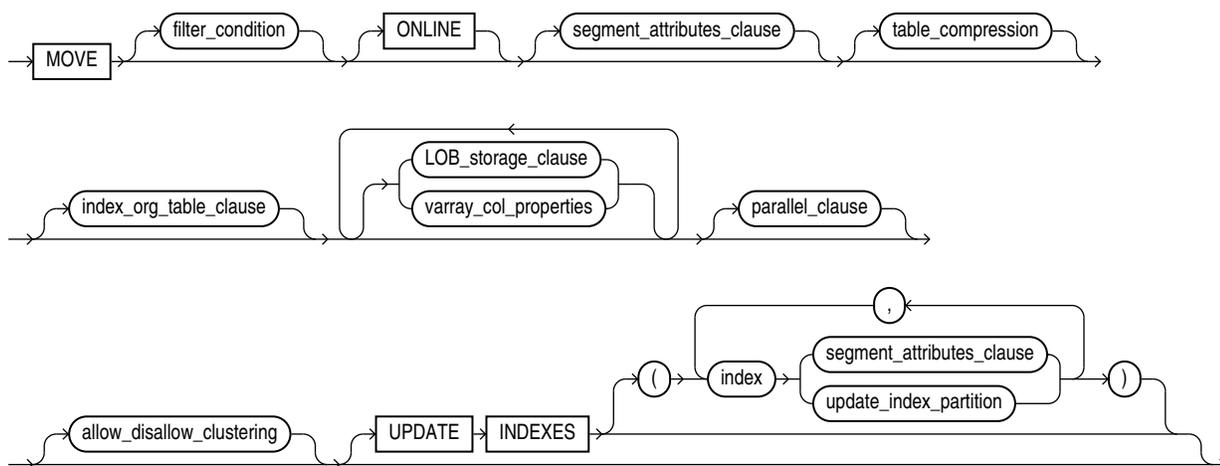 MOVE filter_condition ONLINE segment_attributes_clause table_compression
index_org_table_clause LOB_storage_clause varray_col_properties parallel_clause
allow_disallow_clustering UPDATE INDEXES ( index segment_attributes_clause update_index_partition , )